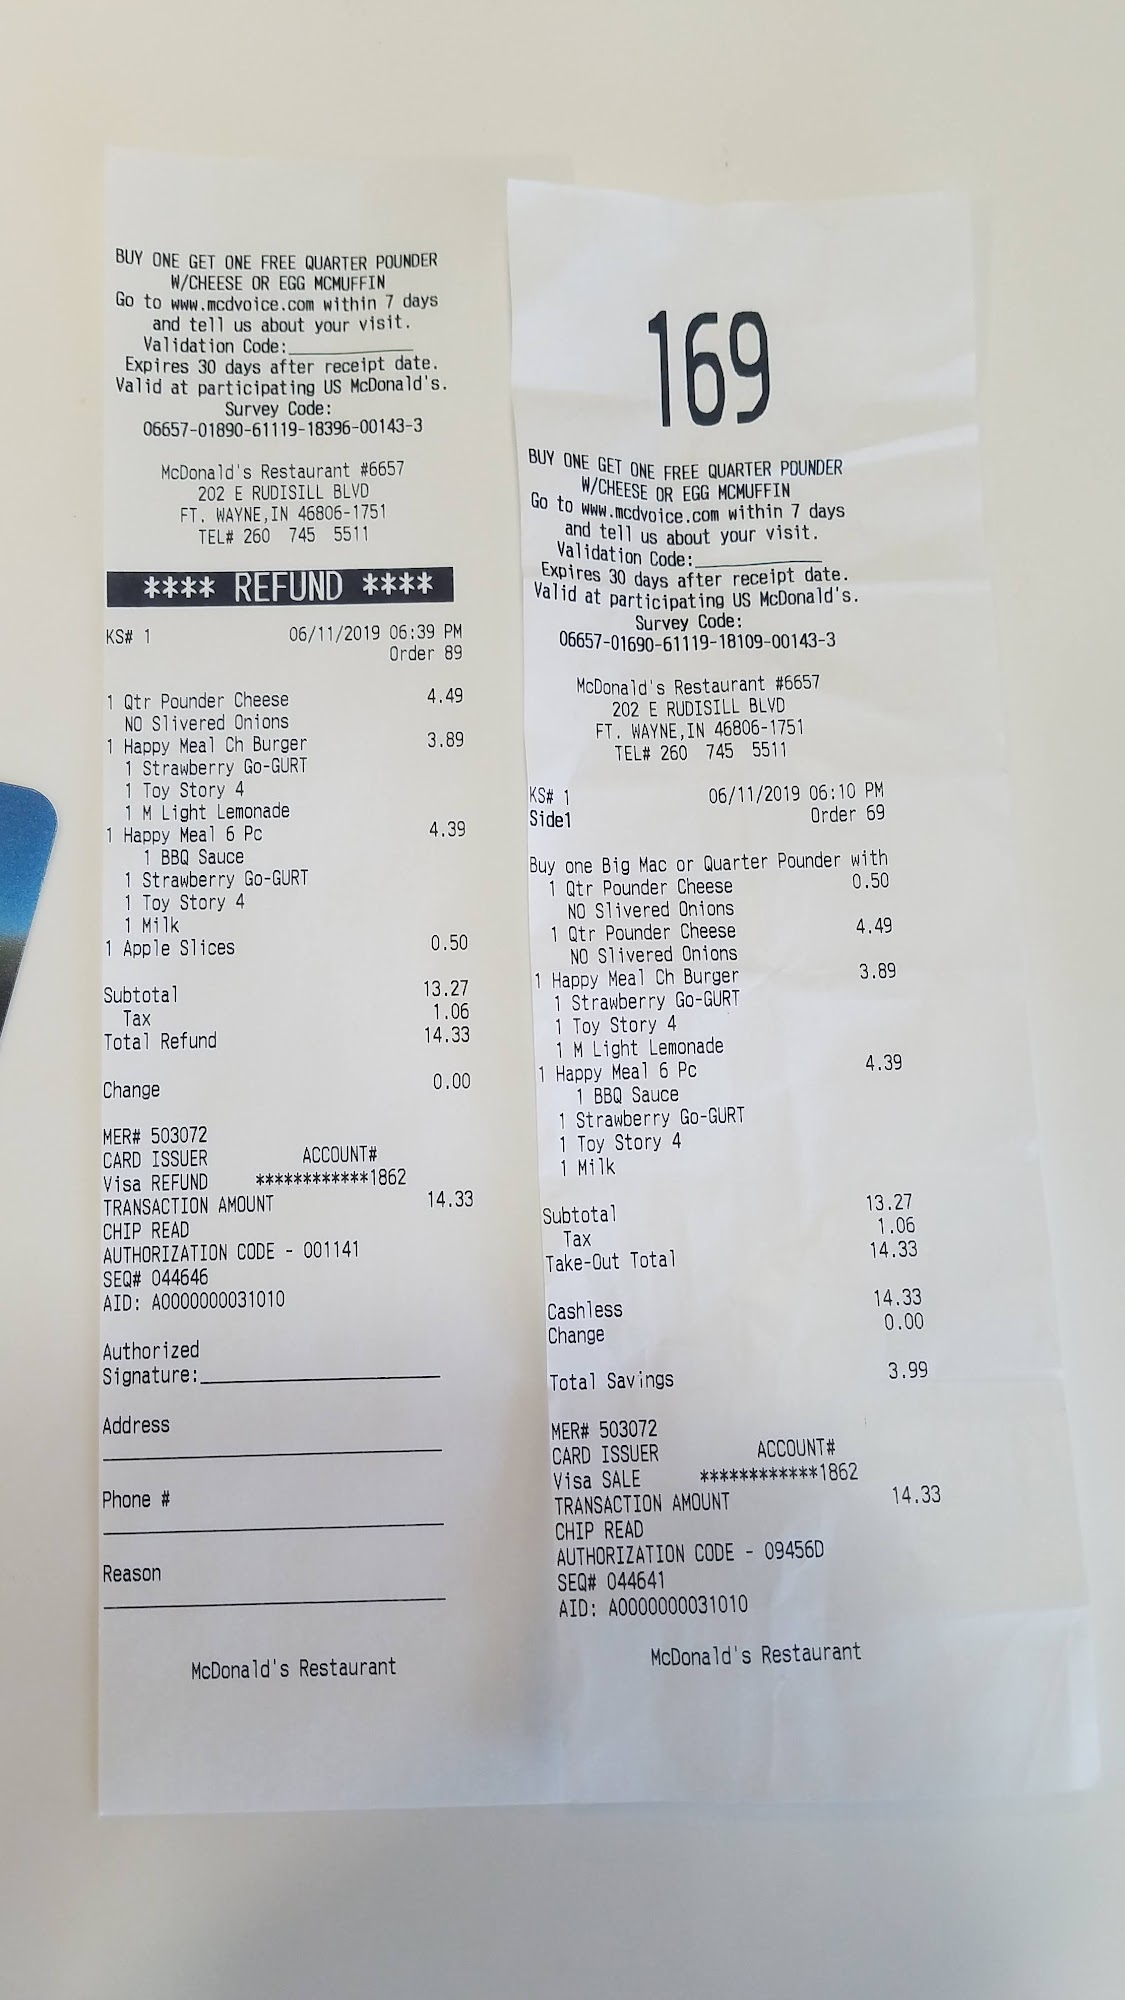 BUY ONE GET ONE FREE QUARTER POUNDER
W/CHEESE OR EGG MCMUFFIN
Go to www.mcdvoice.com within 7 days
and tell us about your visit.
Validation Code:____________
Expires 30 days after receipt date.
Valid at participating US McDonald's.
Survey Code:
06657-01890-61119-18396-00143-3
McDonald's Restaurant #6657
202 E RUDISILL BLVD
FT. WAYNE,IN 46806-1751
TEL# 260 745 5511
**** REFUND ****
KS# 1 06/11/2019 06:39 PM
Order 89
1 Qtr Pounder Cheese 4.49
NO Slivered Onions
1 Happy Meal Ch Burger 3.89
1 Strawberry Go-GURT
1 Toy Story 4
1 M Light Lemonade
1 Happy Meal 6 Pc 4.39
1 BBQ Sauce
1 Strawberry Go-GURT
1 Toy Story 4
1 Milk
1 Apple Slices 0.50
Subtotal 13.27
Tax 1.06
Total Refund 14.33
Change 0.00
MER# 503072
CARD ISSUER ACCOUNT#
Visa REFUND ************1862
TRANSACTION AMOUNT 14.33
CHIP READ
AUTHORIZATION CODE - 001141
SEQ# 044646
AID: A0000000031010
Authorized
Signature:____________
Address
Phone #
Reason
McDonald's Restaurant
169
BUY ONE GET ONE FREE QUARTER POUNDER
W/CHEESE OR EGG MCMUFFIN
Go to www.mcdvoice.com within 7 days
and tell us about your visit.
Validation Code:____________
Expires 30 days after receipt date.
Valid at participating US McDonald's.
Survey Code:
06657-01690-61119-18109-00143-3
McDonald's Restaurant #6657
202 E RUDISILL BLVD
FT. WAYNE,IN 46806-1751
TEL# 260 745 5511
KS# 1 06/11/2019 06:10 PM
Side1 Order 69
Buy one Big Mac or Quarter Pounder with
1 Qtr Pounder Cheese 0.50
NO Slivered Onions
1 Qtr Pounder Cheese 4.49
NO Slivered Onions
1 Happy Meal Ch Burger 3.89
1 Strawberry Go-GURT
1 Toy Story 4
1 M Light Lemonade
1 Happy Meal 6 Pc 4.39
1 BBQ Sauce
1 Strawberry Go-GURT
1 Toy Story 4
1 Milk
Subtotal 13.27
Tax 1.06
Take-Out Total 14.33
Cashless 14.33
Change 0.00
Total Savings 3.99
MER# 503072
CARD ISSUER ACCOUNT#
Visa SALE ************1862
TRANSACTION AMOUNT 14.33
CHIP READ
AUTHORIZATION CODE - 09456D
SEQ# 044641
AID: A0000000031010
McDonald's Restaurant